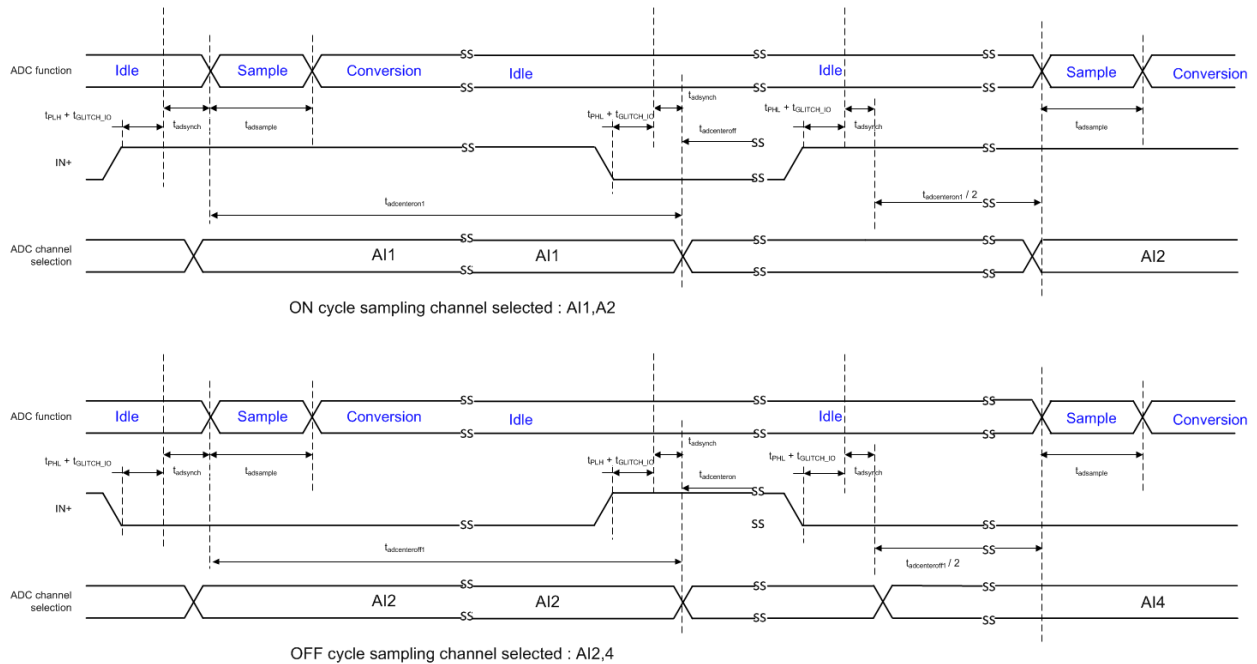 ADC function
Idle
Sample
Conversion
SS
Idle
SS
Idle
SS
Sample
Conversion
tPLH + tGLITCH_IO
tadsynch
tadsample
tPHL + tGLITCH_IO
tadsynch
tadcenteroff
SS
tPHL + tGLITCH_IO
tadsynch
tadsample
IN+
SS
SS
SS
tadcenteron1
tadcenteron1 / 2
SS
ADC channel
selection
AI1
SS
AI1
SS
SS
AI2
SS
SS
SS
ON cycle sampling channel selected : AI1,A2
ADC function
Idle
Sample
Conversion
SS
Idle
SS
Idle
SS
Sample
Conversion
tPHL + tGLITCH_IO
tadsynch
tadsample
tPLH + tGLITCH_IO
tadsynch
tadcenteron
SS
tPHL + tGLITCH_IO
tadsynch
tadsample
IN+
SS
SS
SS
tadcenteroff1
tadcenteroff1 / 2
SS
ADC channel
selection
AI2
SS
AI2
SS
SS
AI4
SS
SS
SS
OFF cycle sampling channel selected : AI2,4